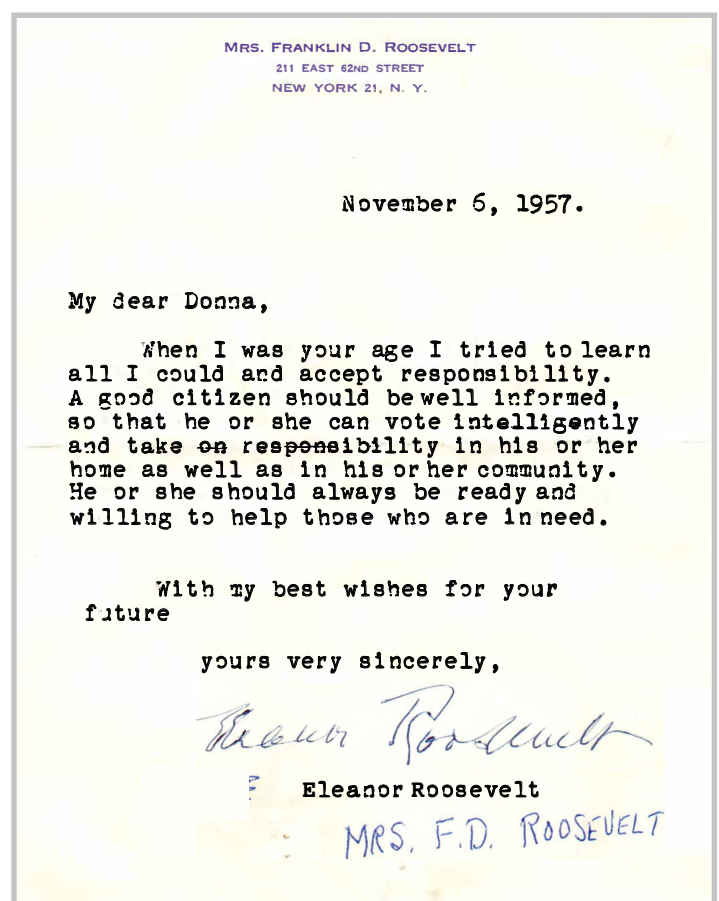 MRS. FRANKLIN D. ROOSEVELT
211 EAST 62ND STREET
NEW YORK 21, N. Y.
November 6, 1957.
My dear Donna,
When I was your age I tried to learn
all I could and accept responsibility.
A good citizen should be well informed,
so that he or she can vote intelligently
and take on responsibility in his or her
home as well as in his or her community.
He or she should always be ready and
willing to help those who are in need.
With my best wishes for your
future
yours very sincerely,
Eleanor Roosevelt
Eleanor Roosevelt
MRS. F.D. ROOSEVELT